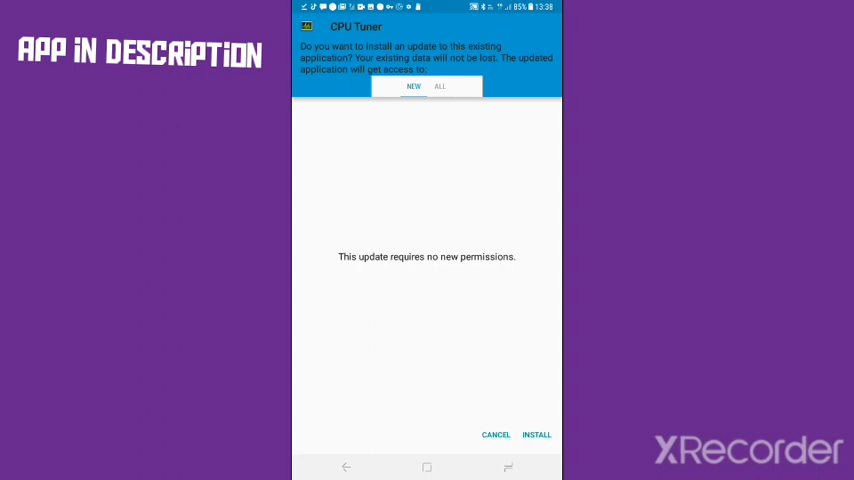 APP IN DESCRIPTION
85% 13:38
CPU Tuner
Do you want to install an update to this existing
application? Your existing data will not be lost. The updated
application will get access to:
NEW ALL
This update requires no new permissions.
CANCEL INSTALL
XRecorder